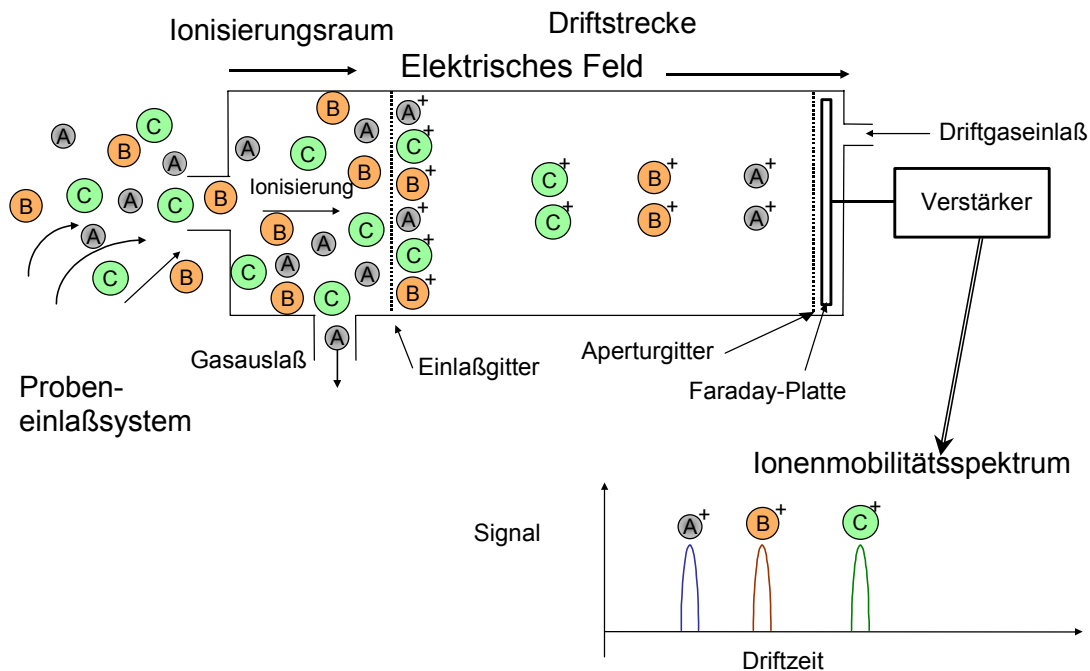 Ionisierungsraum
Driftstrecke
Elektrisches Feld
A
B
C
A
B
C
A
C
B
A
C
B
A
B
A
C
B
Ionisierung
B
A
C
C
A
A
B
C
A
A+
C+
B+
A+
C+
B+
C+ B+ A+
C+ B+ A+
Driftgaseinlaß
Verstärker
Gasauslaß
Einlaßgitter
Aperturgitter
Faraday-Platte
Proben-
einlaßsystem
Ionenmobilitätsspektrum
Signal
A+ B+ C+
Driftzeit